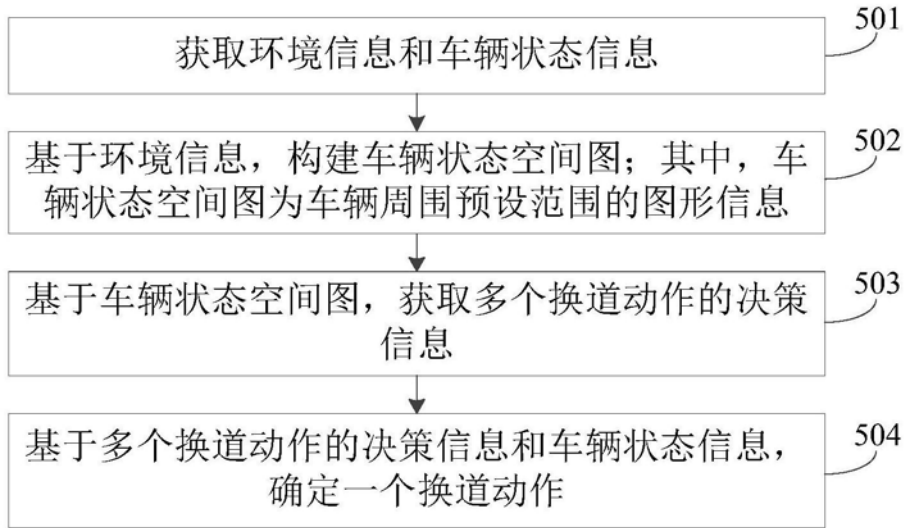 获取环境信息和车辆状态信息
501
基于环境信息，构建车辆状态空间图；其中，车
辆状态空间图为车辆周围预设范围的图形信息
502
基于车辆状态空间图，获取多个换道动作的决策
信息
503
基于多个换道动作的决策信息和车辆状态信息，
确定一个换道动作
504